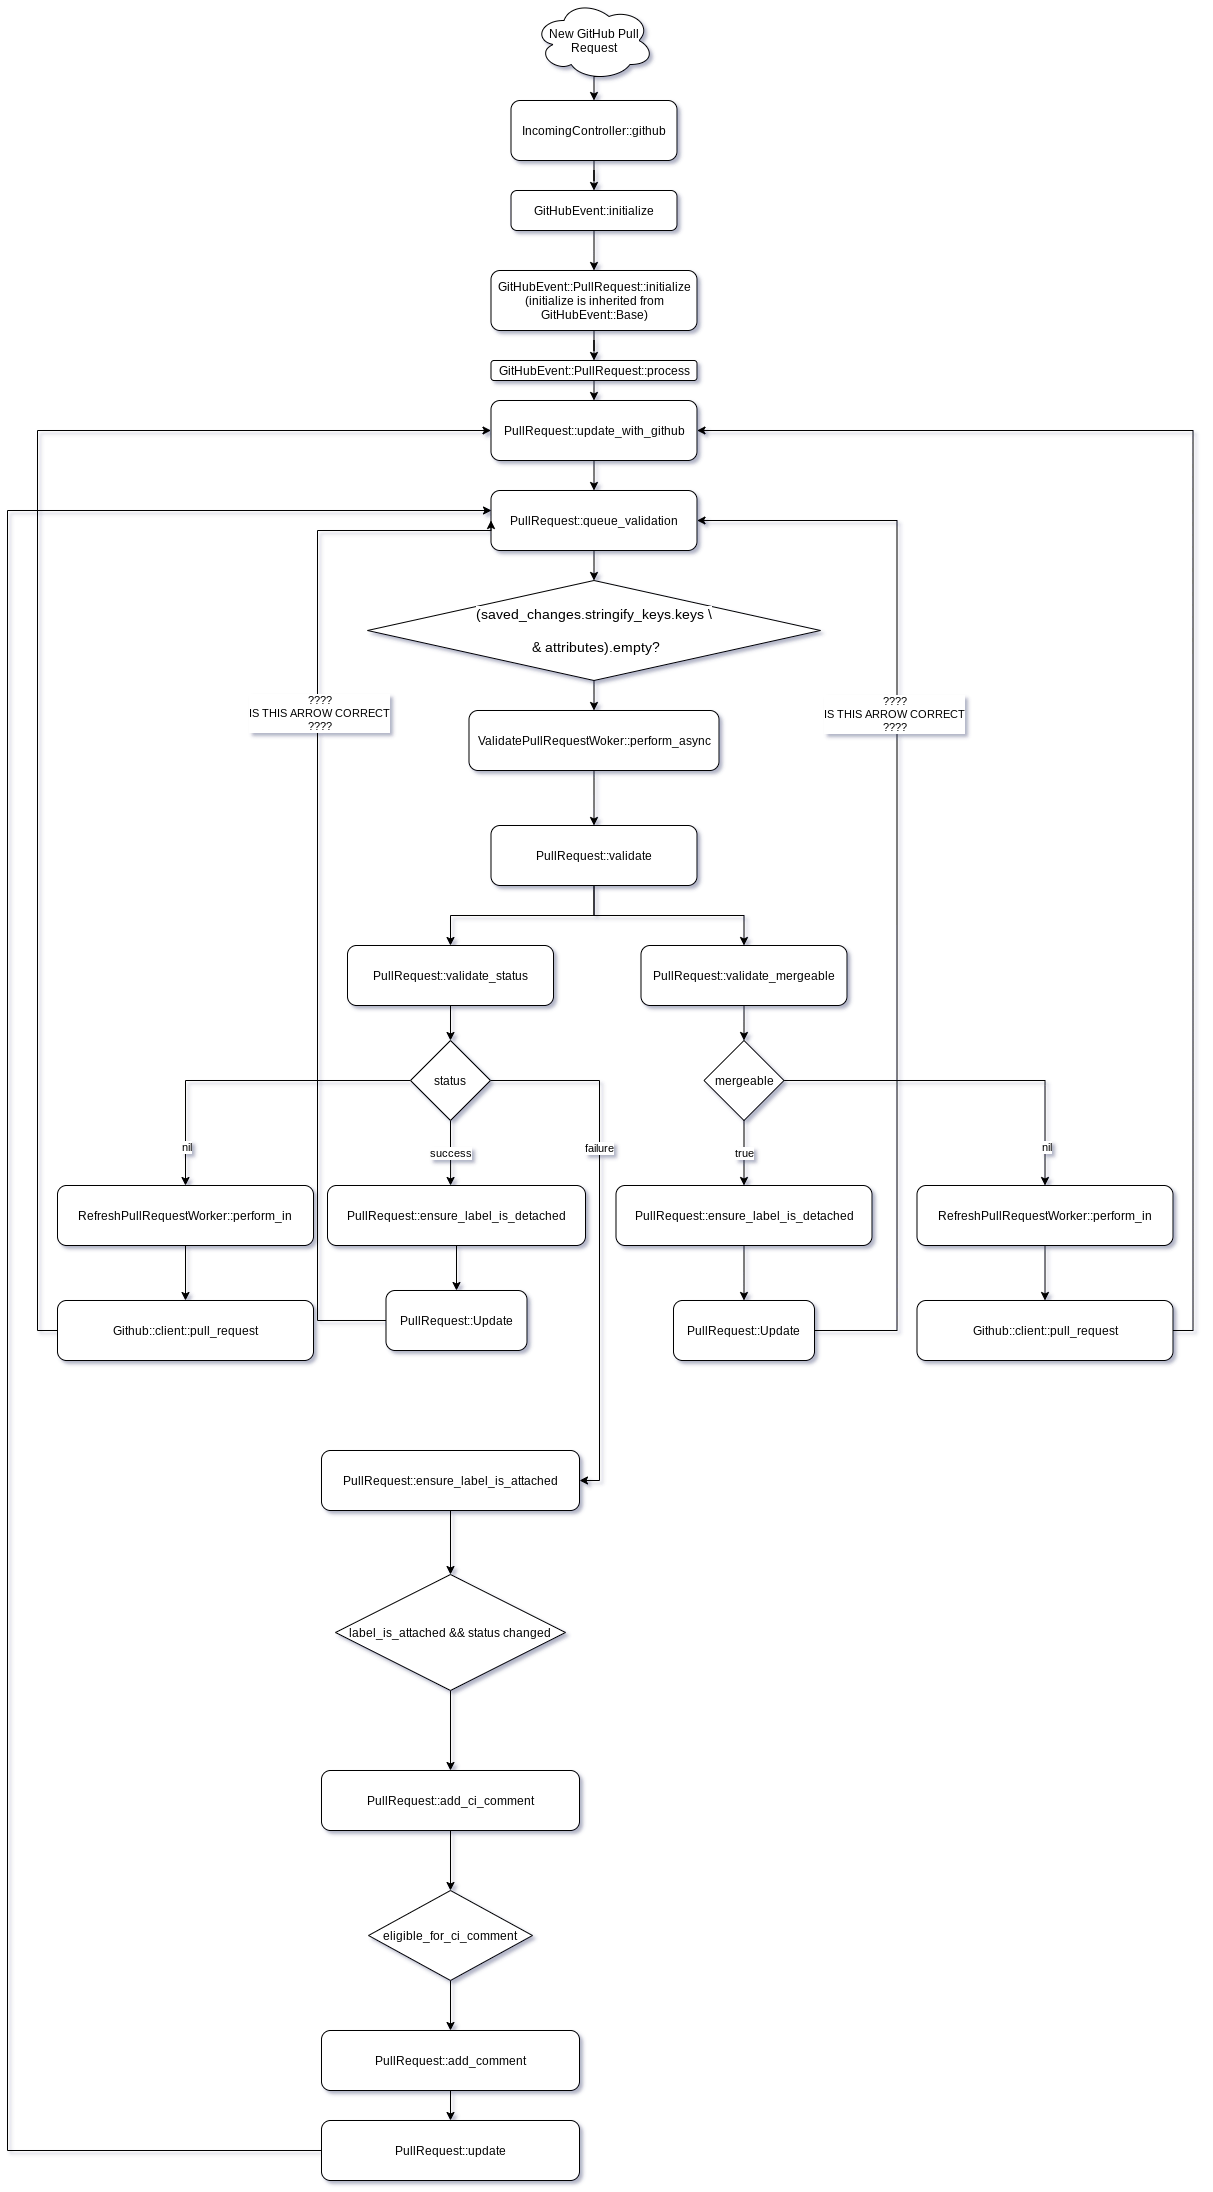 New GitHub Pull
Request
IncomingController::github
GitHubEvent::initialize
GitHubEvent::PullRequest::initialize
(initialize is inherited from
GitHubEvent::Base)
GitHubEvent::PullRequest::process
PullRequest::update_with_github
PullRequest::queue_validation
(saved_changes.stringify_keys.keys \
& attributes).empty?
????
IS THIS ARROW CORRECT
????
????
IS THIS ARROW CORRECT
????
ValidatePullRequestWoker::perform_async
PullRequest::validate
PullRequest::validate_status
PullRequest::validate_mergeable
status
mergeable
nil
success
failure
true
nil
RefreshPullRequestWorker::perform_in
PullRequest::ensure_label_is_detached
PullRequest::ensure_label_is_detached
RefreshPullRequestWorker::perform_in
Github::client::pull_request
PullRequest::Update
PullRequest::Update
Github::client::pull_request
PullRequest::ensure_label_is_attached
label_is_attached && status changed
PullRequest::add_ci_comment
eligible_for_ci_comment
PullRequest::add_comment
PullRequest::update